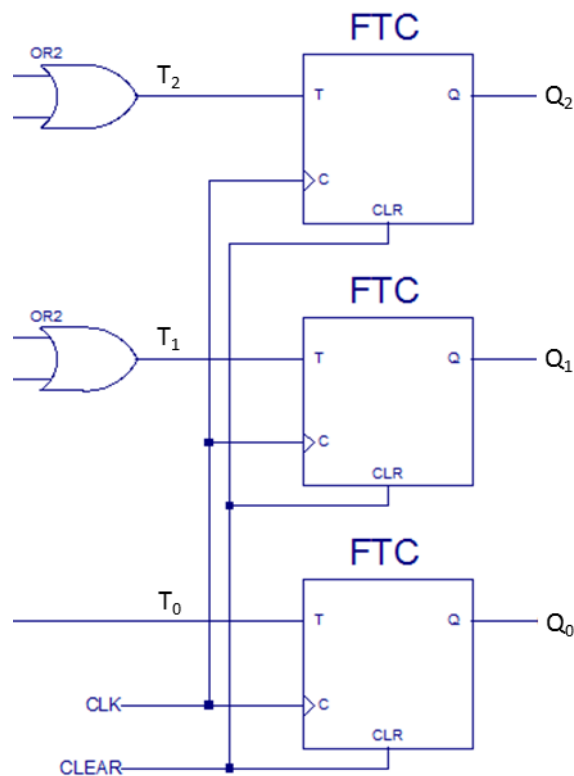 FTC
OR2
T₂
T
Q
Q₂
C
CLR
FTC
OR2
T₁
T
Q
Q₁
C
CLR
FTC
T₀
T
Q
Q₀
CLK
C
CLR
CLEAR